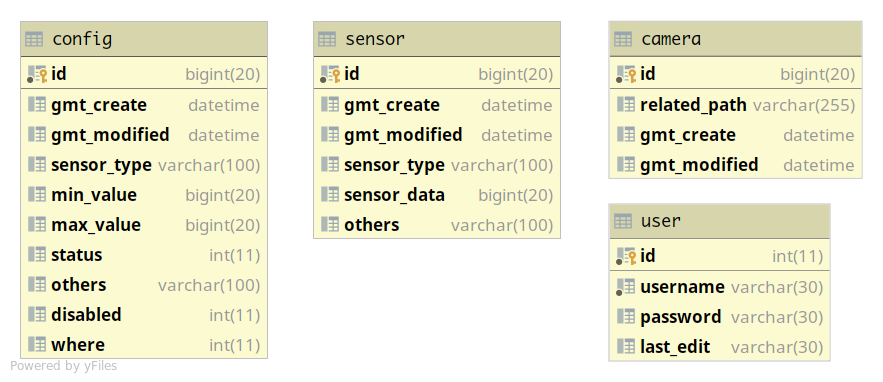 config
id bigint(20)
gmt_create datetime
gmt_modified datetime
sensor_type varchar(100)
min_value bigint(20)
max_value bigint(20)
status int(11)
others varchar(100)
disabled int(11)
where int(11)
sensor
id bigint(20)
gmt_create datetime
gmt_modified datetime
sensor_type varchar(100)
sensor_data bigint(20)
others varchar(100)
camera
id bigint(20)
related_path varchar(255)
gmt_create datetime
gmt_modified datetime
user
id int(11)
username varchar(30)
password varchar(30)
last_edit varchar(30)
Powered by yFiles